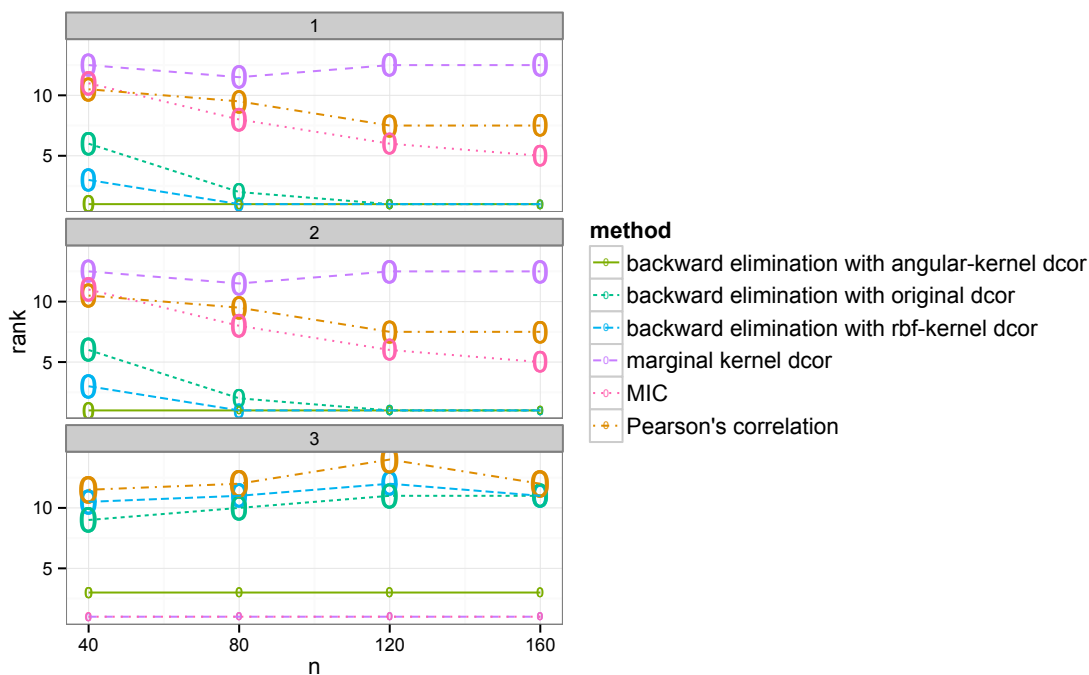 1
10
5
2
10
5
3
10
5
40 80 120 160
n
rank
method
backward elimination with angular-kernel dcor
backward elimination with original dcor
backward elimination with rbf-kernel dcor
marginal kernel dcor
MIC
Pearson's correlation